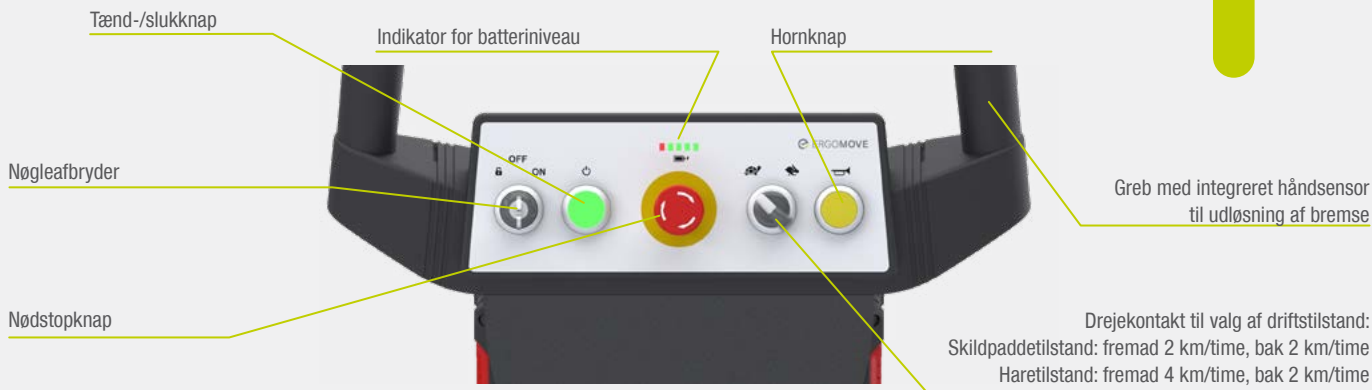 Tænd-/slukknap
Indikator for batteriniveau
Hornknap
ERGOMOVE
OFF
ON
Nøgleafbryder
Greb med integreret håndsensor
til udløsning af bremse
Nødstopknap
Drejekontakt til valg af driftstilstand:
Skildpaddetilstand: fremad 2 km/time, bak 2 km/time
Haretilstand: fremad 4 km/time, bak 2 km/time